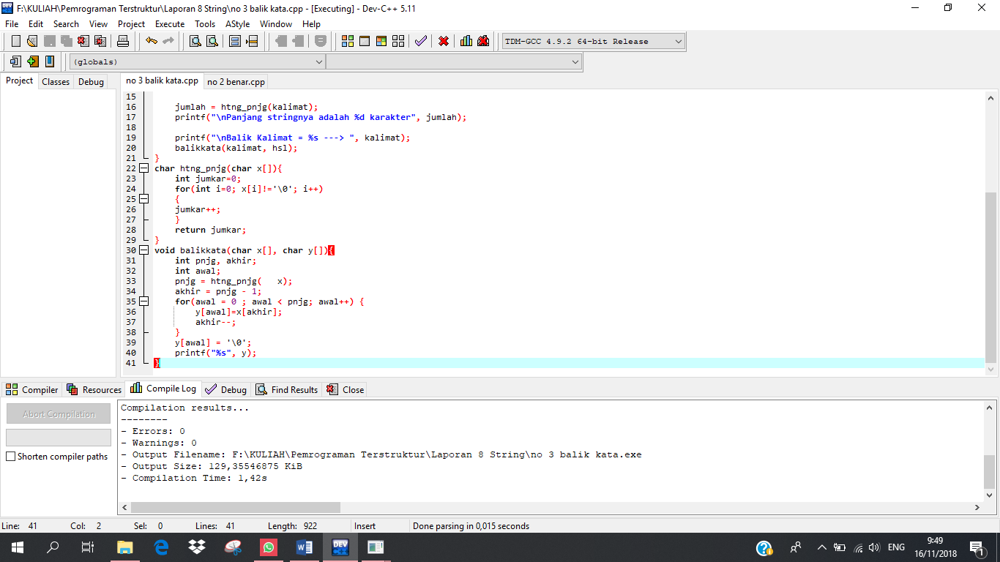 F:\KULIAH\Pemrograman Terstruktur\Laporan 8 String\no 3 balik kata.cpp - [Executing] - Dev-C++ 5.11
File Edit Search View Project Execute Tools AStyle Window Help
TDM-GCC 4.9.2 64-bit Release
(globals)
Project Classes Debug no 3 balik kata.cpp no 2 benar.cpp
15
16 jumlah = htng_pnjg(kalimat);
17 printf("\nPanjang stringnya adalah %d karakter", jumlah);
18
19 printf("\nBalik Kalimat = %s ---> ", kalimat);
20 balikkata(kalimat, hsl);
21 }
22 char htng_pnjg(char x[]){
23 int jumkar=0;
24 for(int i=0; x[i]!='\0'; i++)
25 {
26 jumkar++;
27 }
28 return jumkar;
29 }
30 void balikkata(char x[], char y[]){
31 int pnjg, akhir;
32 int awal;
33 pnjg = htng_pnjg(   x);
34 akhir = pnjg - 1;
35 for(awal = 0 ; awal < pnjg; awal++) {
36 y[awal]=x[akhir];
37 akhir--;
38 }
39 y[awal] = '\0';
40 printf("%s", y);
41 }
Compiler Resources Compile Log Debug Find Results Close
Abort Compilation
Shorten compiler paths
Compilation results...
--------
- Errors: 0
- Warnings: 0
- Output Filename: F:\KULIAH\Pemrograman Terstruktur\Laporan 8 String\no 3 balik kata.exe
- Output Size: 129,35546875 KiB
- Compilation Time: 1,42s
Line: 41 Col: 2 Sel: 0 Lines: 41 Length: 922 Insert Done parsing in 0,015 seconds
ENG
9:49
16/11/2018